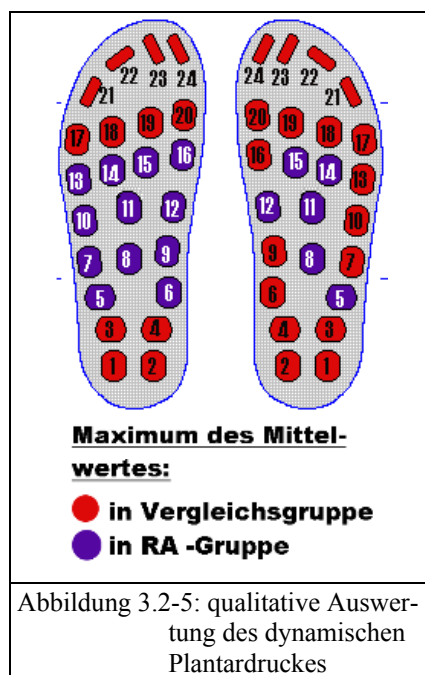 22 23 24
21
24 23 22
21
17 18 19 20
20 19 18 17
13 14 15 16
16 15 14 13
10 11 12
12 11 10
7 8 9
9 8 7
5 6
6 5
3 4
4 3
1 2
2 1
Maximum des Mittel-
wertes:
in Vergleichsgruppe
in RA -Gruppe
Abbildung 3.2-5: qualitative Auswer-
tung des dynamischen
Plantardruckes